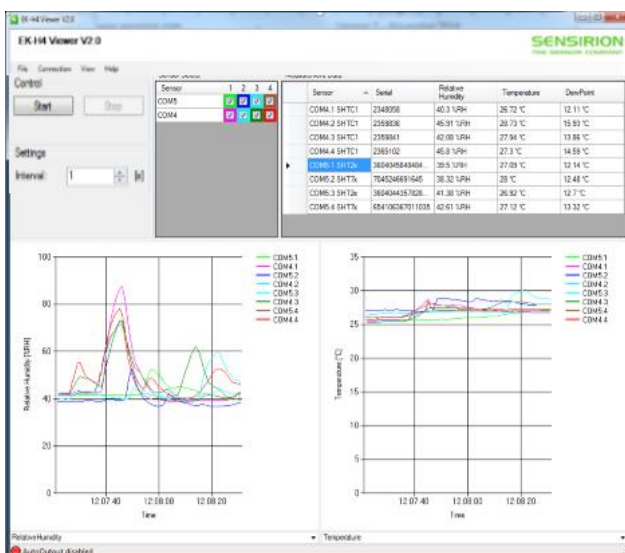 EK-H4 Viewer V2.0
EK-H4 Viewer V2.0
SENSIRION
THE SENSOR COMPANY
File Connection View Help
Control
Start Stop
Settings
Interval: 1 [s]
Sensor 1 2 3 4
COM5
COM4
Sensor Serial Relative Humidity Temperature DewPoint
COM4.1 SHTC1 2348058 40.3 %RH 26.72 °C 12.11 °C
COM4.2 SHTC1 2359836 45.91 %RH 28.73 °C 15.93 °C
COM4.3 SHTC1 2359841 42.08 %RH 27.94 °C 13.86 °C
COM4.4 SHTC1 2365102 45.8 %RH 27.3 °C 14.59 °C
COM5.1 SHT2x 39.5 %RH 27.09 °C 12.14 °C
COM5.2 SHT7x 7045246691645 38.32 %RH 28 °C 12.48 °C
COM5.3 SHT2x 41.38 %RH 26.92 °C 12.7 °C
COM5.4 SHT7x 42.61 %RH 27.12 °C 13.32 °C
100
80
60
40
20
0
Relative Humidity [%RH]
12:07:40 12:08:00 12:08:20
Time
COM5.1
COM4.1
COM5.2
COM4.2
COM5.3
COM4.3
COM5.4
COM4.4
35
30
25
20
15
10
5
0
Temperature [°C]
12:07:40 12:08:00 12:08:20
Time
COM5.1
COM4.1
COM5.2
COM4.2
COM5.3
COM4.3
COM5.4
COM4.4
RelativeHumidity
Temperature
AutoOutput disabled